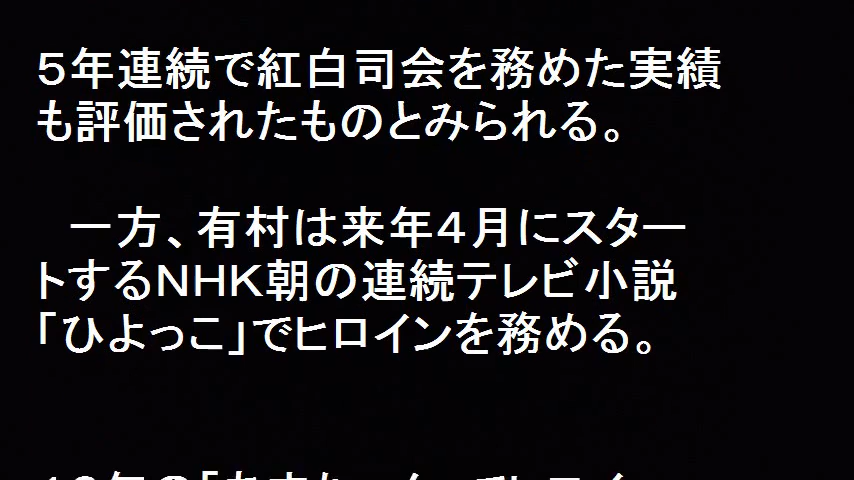 ５年連続で紅白司会を務めた実績
も評価されたものとみられる。
一方、有村は来年４月にスター
トするＮＨＫ朝の連続テレビ小説
「ひよっこ」でヒロインを務める。